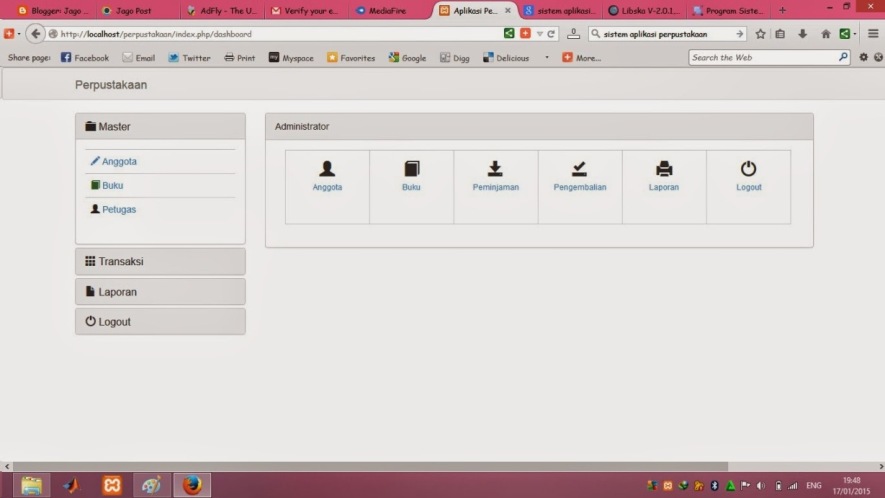 Blogger: Jago ...
Jago Post
AdFly - The U...
Verify your e...
MediaFire
Aplikasi Pe...
sistem aplikasi...
Libska V-2.0.1...
Program Siste...
http://localhost/perpustakaan/index.php/dashboard
sistem aplikasi perpustakaan
Share page:
Facebook
Email
Twitter
Print
Myspace
Favorites
Google
Digg
Delicious
More...
Search the Web
Perpustakaan
Master
Anggota
Buku
Petugas
Transaksi
Laporan
Logout
Administrator
Anggota
Buku
Peminjaman
Pengembalian
Laporan
Logout
ENG
19:48
17/01/2015